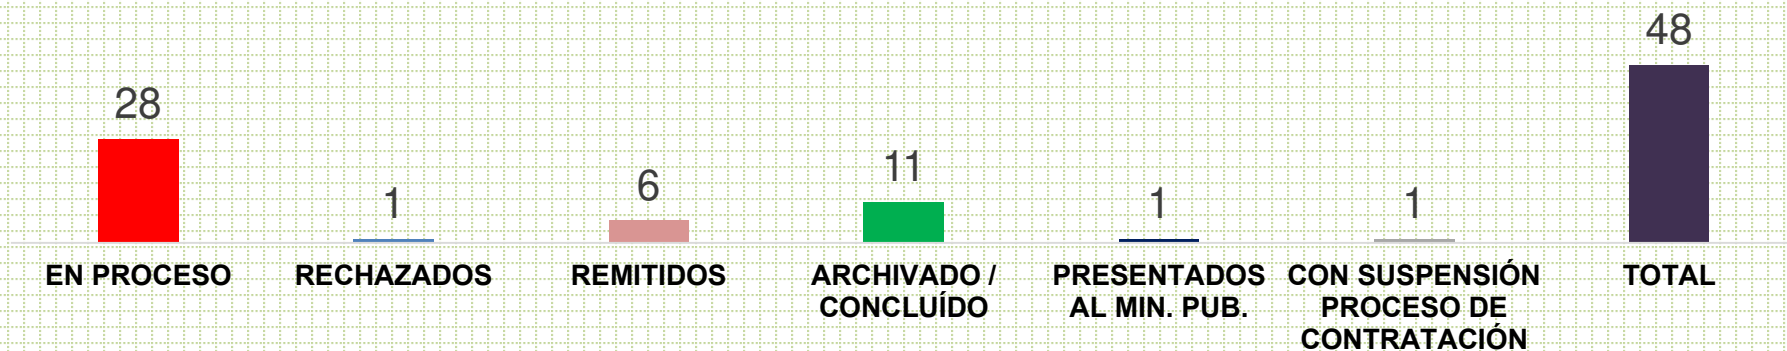 48
28
11
6
1
1
1
EN PROCESO
RECHAZADOS
REMITIDOS
ARCHIVADO /
CONCLUÍDO
PRESENTADOS
AL MIN. PUB.
CON SUSPENSIÓN
PROCESO DE
CONTRATACIÓN
TOTAL